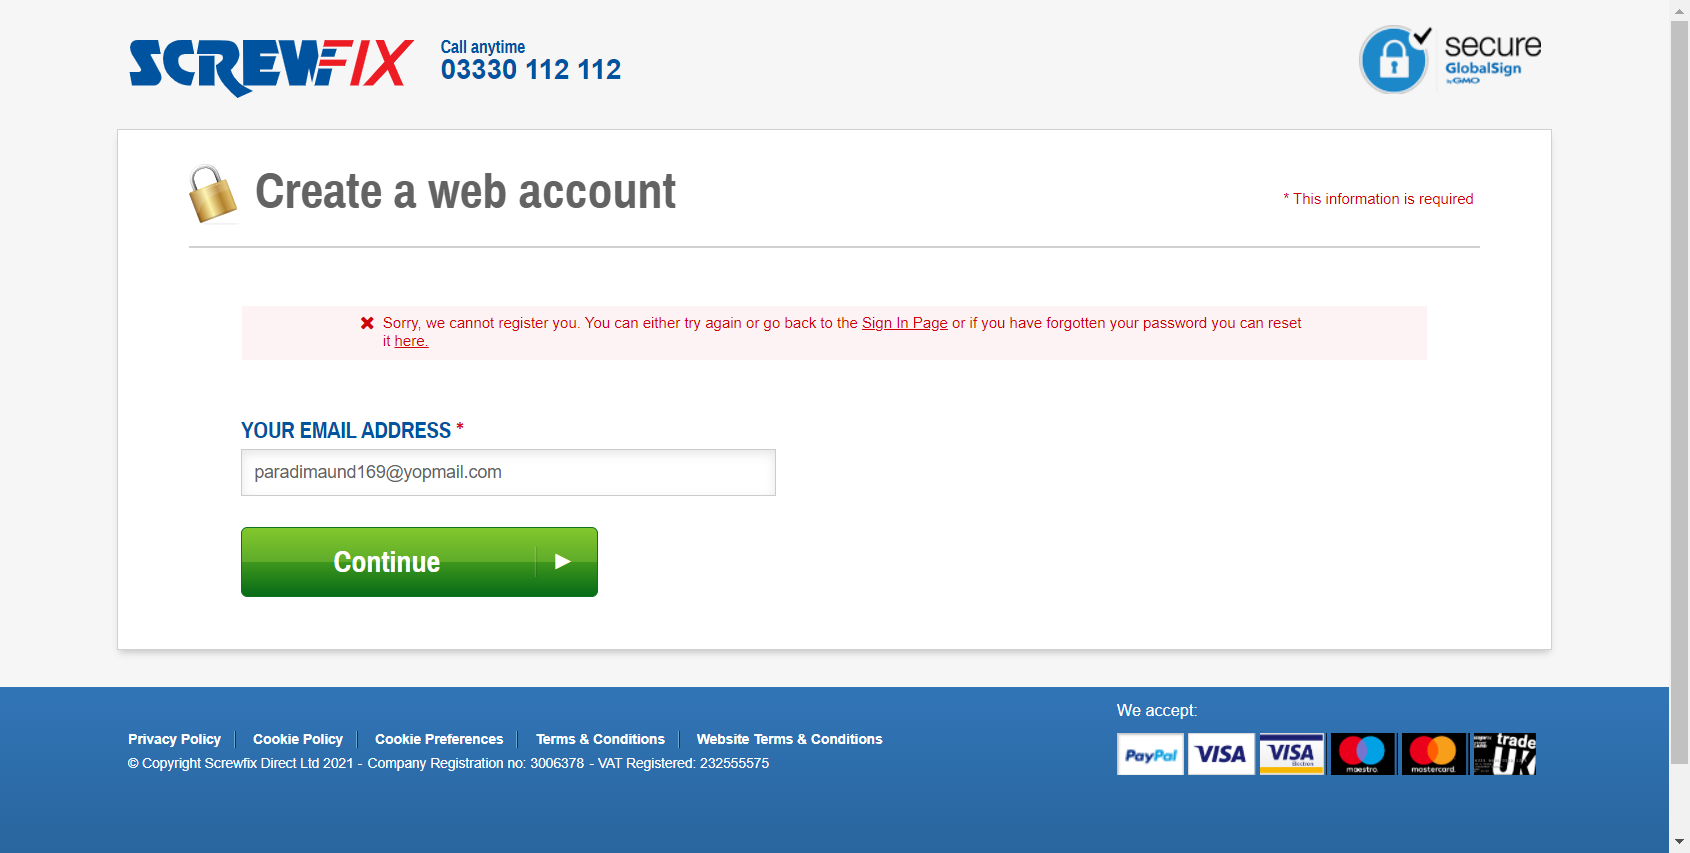 SCREWFIX
Call anytime
03330 112 112
secure
GlobalSign
by GMO
Create a web account
* This information is required
Sorry, we cannot register you. You can either try again or go back to the Sign In Page or if you have forgotten your password you can reset
it here.
YOUR EMAIL ADDRESS *
paradimaund169@yopmail.com
Continue
We accept:
Privacy Policy
Cookie Policy
Cookie Preferences
Terms & Conditions
Website Terms & Conditions
© Copyright Screwfix Direct Ltd 2021 - Company Registration no: 3006378 - VAT Registered: 232555575
PayPal
VISA
VISA
Electron
maestro
mastercard
trade
UK